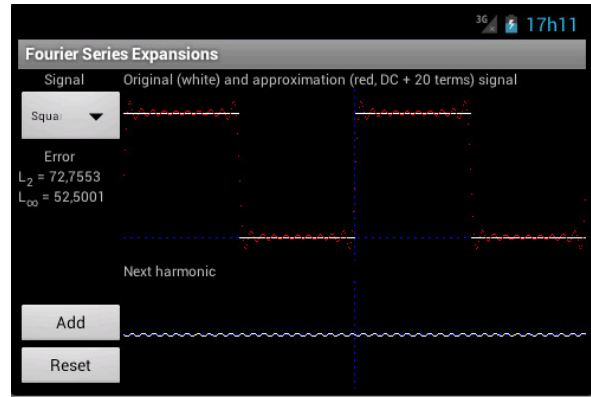 3G 17h11
Fourier Series Expansions
Signal
Original (white) and approximation (red, DC + 20 terms) signal
Squa
Error
L2 = 72,7553
L∞ = 52,5001
Next harmonic
Add
Reset